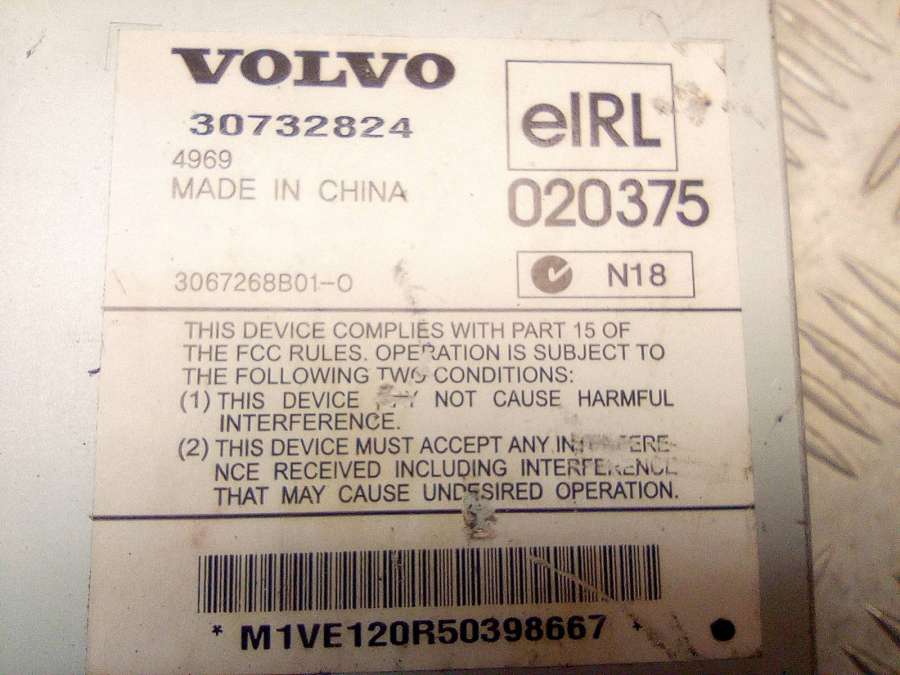 VOLVO
30732824
4969
MADE IN CHINA
eIRL
020375
3067268B01-0
N18
THIS DEVICE COMPLIES WITH PART 15 OF
THE FCC RULES. OPERATION IS SUBJECT TO
THE FOLLOWING TWO CONDITIONS:
(1) THIS DEVICE NOT CAUSE HARMFUL
INTERFERENCE.
(2) THIS DEVICE MUST ACCEPT ANY INTERFERE-
NCE RECEIVED INCLUDING INTERFERENCE
THAT MAY CAUSE UNDESIRED OPERATION.
* M1VE120R50398667 *